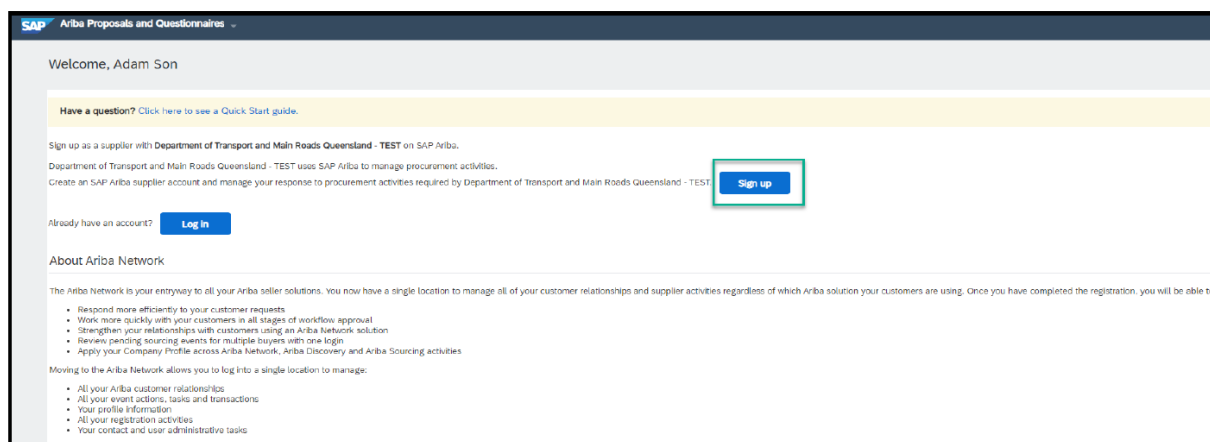 SAP Ariba Proposals and Questionnaires
Welcome, Adam Son
Have a question? Click here to see a Quick Start guide.
Sign up as a supplier with Department of Transport and Main Roads Queensland - TEST on SAP Ariba.
Department of Transport and Main Roads Queensland - TEST uses SAP Ariba to manage procurement activities.
Create an SAP Ariba supplier account and manage your response to procurement activities required by Department of Transport and Main Roads Queensland - TEST. Sign up
Already have an account? Log in
About Ariba Network
The Ariba Network is your entryway to all your Ariba seller solutions. You now have a single location to manage all of your customer relationships and supplier activities regardless of which Ariba solution your customers are using. Once you have completed the registration, you will be able t
• Respond more efficiently to your customer requests
• Work more quickly with your customers in all stages of workflow approval
• Strengthen your relationships with customers using an Ariba Network solution
• Review pending sourcing events for multiple buyers with one login
• Apply your Company Profile across Ariba Network, Ariba Discovery and Ariba Sourcing activities
Moving to the Ariba Network allows you to log into a single location to manage:
• All your Ariba customer relationships
• All your event actions, tasks and transactions
• Your profile information
• All your registration activities
• Your contact and user administrative tasks